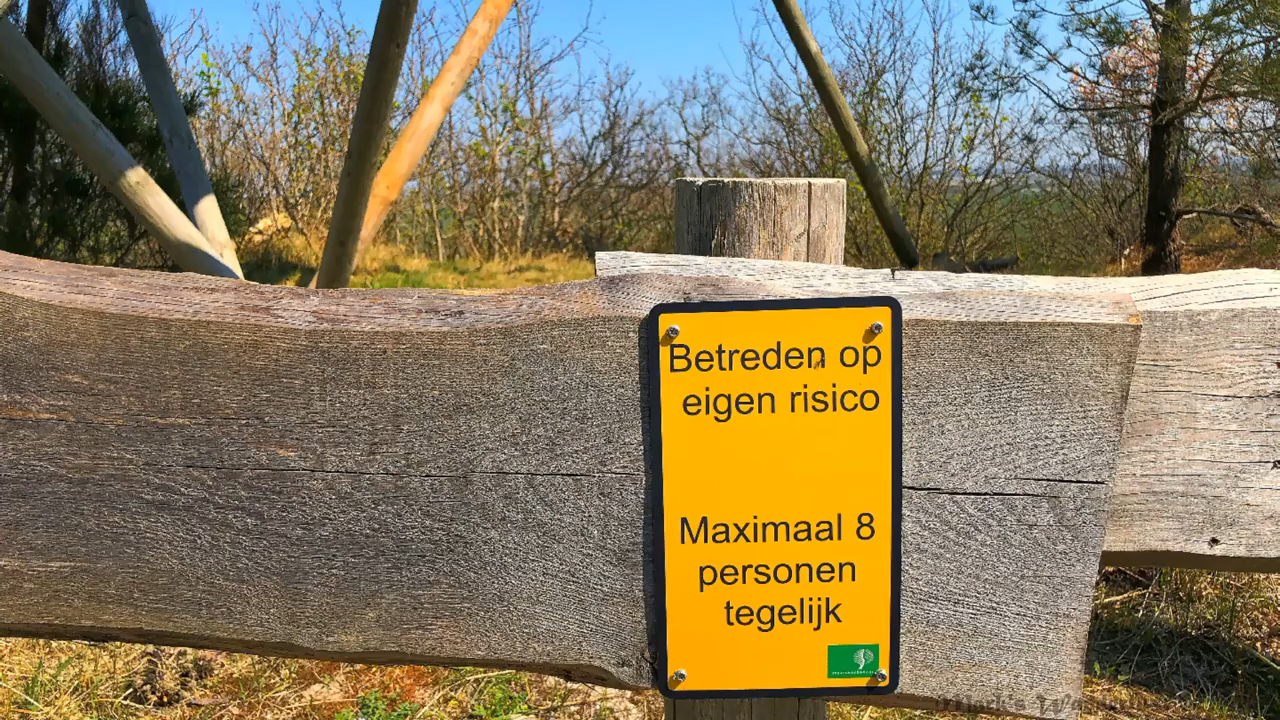 Betreden op
eigen risico
Maximaal 8
personen
tegelijk